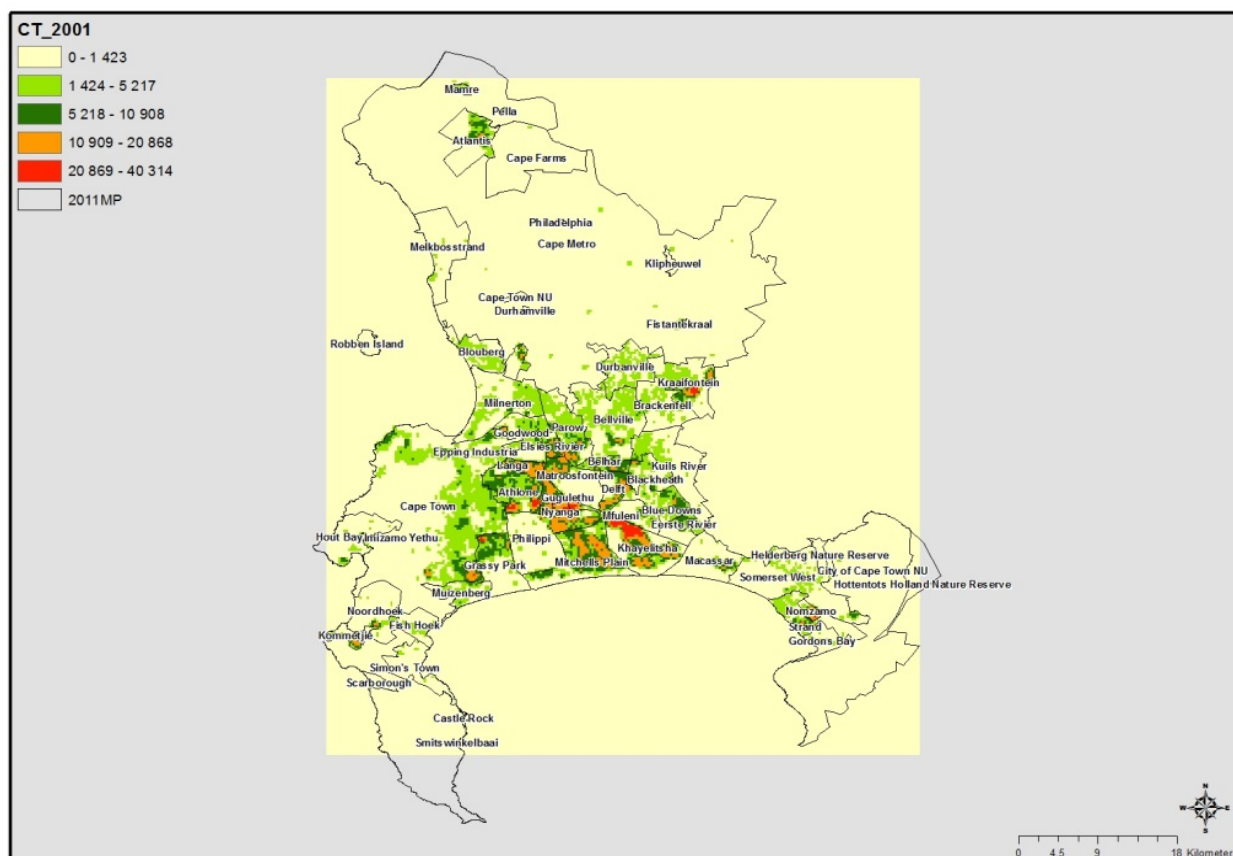 CT_2001
0 - 1 423
1 424 - 5 217
5 218 - 10 908
10 909 - 20 868
20 869 - 40 314
2011MP
Mamre
Pella
Atlantis
Cape Farms
Philadelphia
Melkbosstrand
Cape Metro
Klipheuwel
Cape Town NU
Durhamville
Fistantekraal
Robben Island
Blouberg
Durbanville
Kraaifontein
Milnerton
Brackenfell
Bellville
Goodwood
Parow
Elsies Rivier
Epping Industria
Langa
Belhar
Kuils River
Matroosfontein
Blackheath
Athlone
Delft
Gugulethu
Cape Town
Nyanga
Mfuleni
Blue Downs
Eerste Rivier
Hout Bay
Imizamo Yethu
Philippi
Khayelitsha
Mitchells Plain
Macassar
Helderberg Nature Reserve
Grassy Park
City of Cape Town NU
Somerset West
Hottentots Holland Nature Reserve
Muizenberg
Noordhoek
Nomzamo
Fish Hoek
Strand
Kommetjie
Gordons Bay
Simon's Town
Scarborough
Castle Rock
Smitswinkelbaai
N
W
E
S
0 4.5 9 18 Kilometer